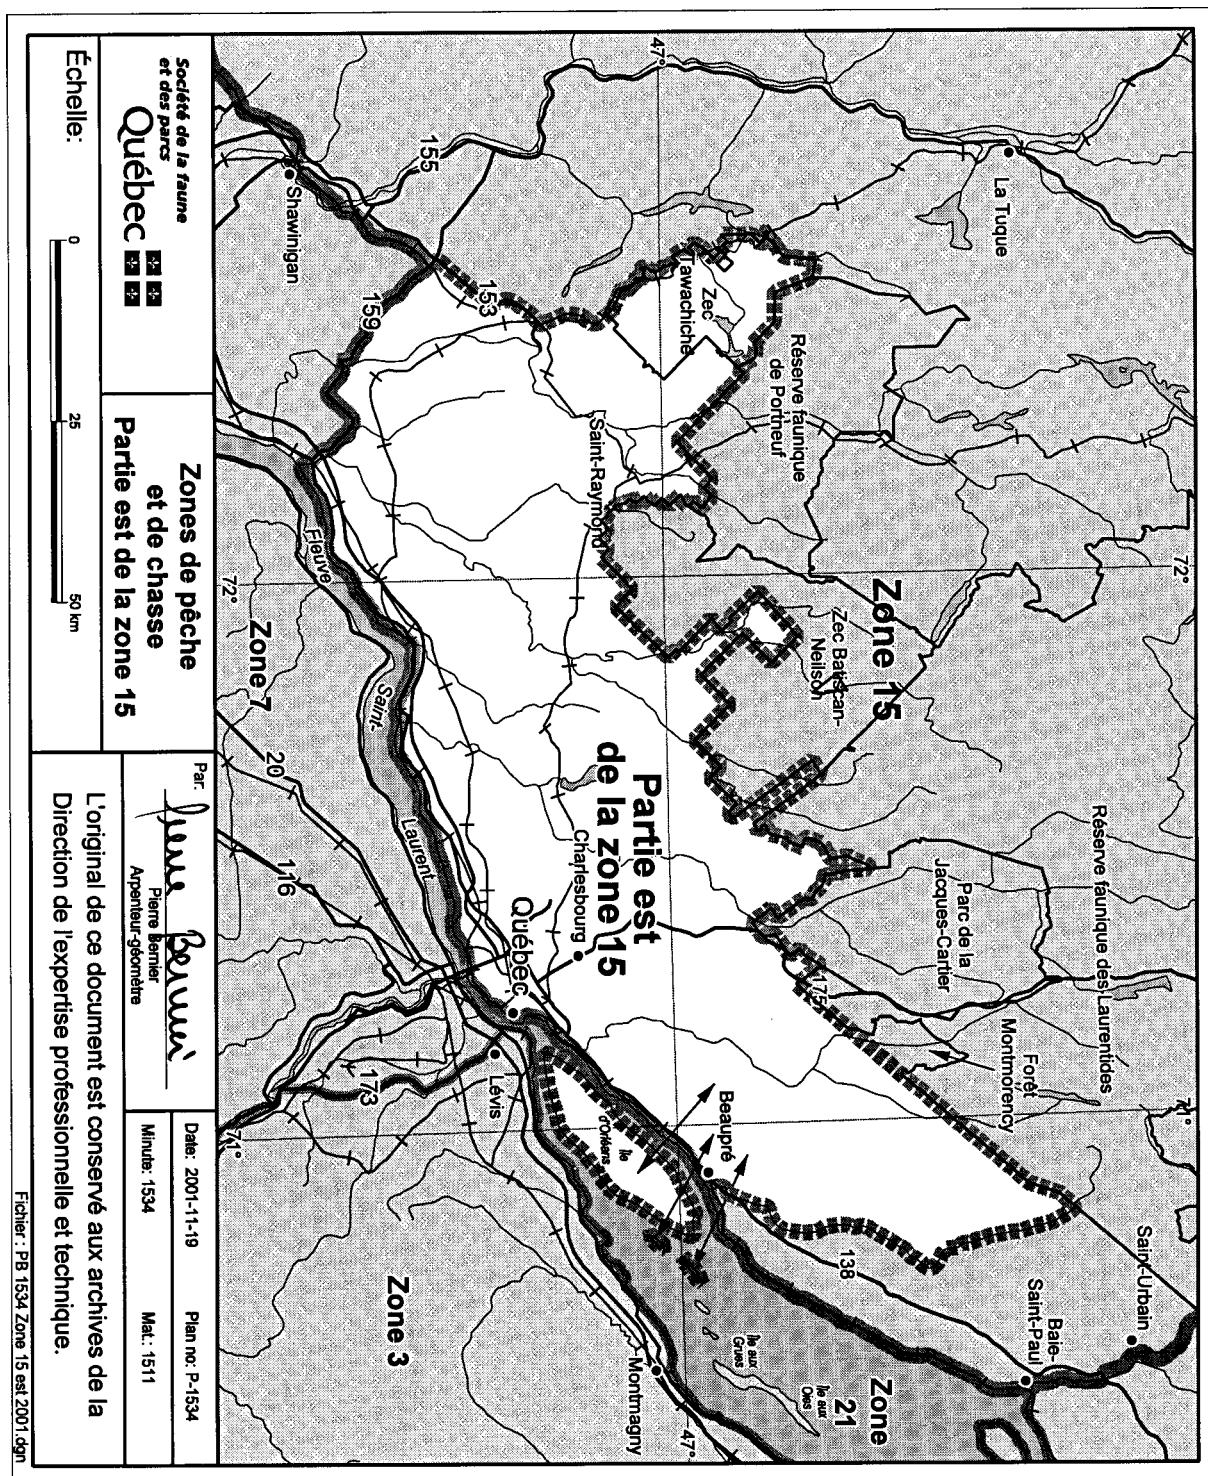 47°
La Tuque
155
Shawinigan
153
159
Zec
Tawachiche
Réserve faunique
de Portneuf
Saint-Raymond
72°
Zone 15
Zec Batiscan-
Neilson
Réserve faunique des Laurentides
Parc de la
Jacques-Cartier
175
Forêt
Montmorency
71°
Partie est
de la zone 15
Charlesbourg
Québec
Lévis
Beaupré
Île
d'Orléans
138
Saint-Urbain
Baie-
Saint-Paul
Zone
21
Île aux
Oies
Île aux
Grues
47°
Montmagny
Zone 3
173
71°
116
20
Zone 7
72°
Fleuve
Saint-
Laurent
Société de la faune
et des parcs
Québec
Échelle:
0
25
50 km
Zones de pêche
et de chasse
Partie est de la zone 15
Par:
Pierre Bernier
Pierre Bernier
Arpenteur-géomètre
Date: 2001-11-19
Plan no: P-1534
Minute: 1534
Mat.: 1511
L'original de ce document est conservé aux archives de la
Direction de l'expertise professionnelle et technique.
Fichier : PB 1534 Zone 15 est 2001.dgn